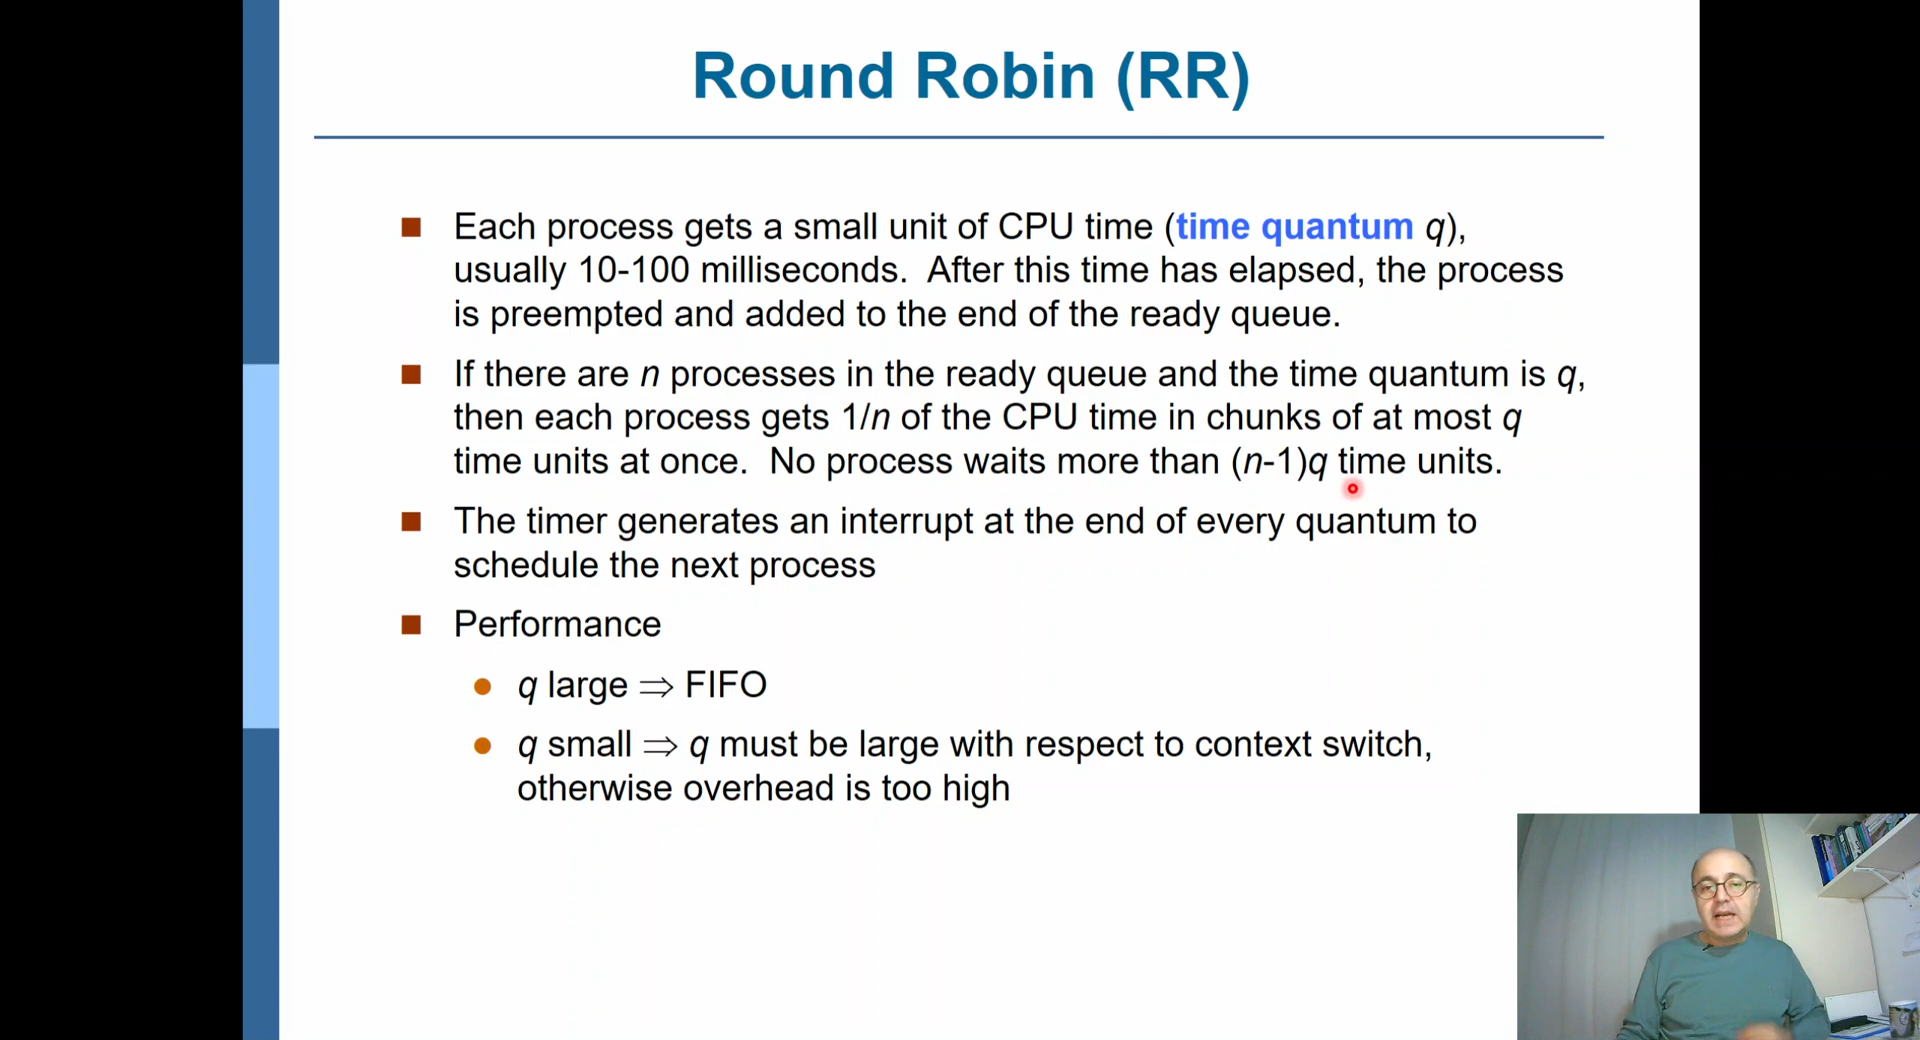 Round Robin (RR)
Each process gets a small unit of CPU time (time quantum q),
usually 10-100 milliseconds.  After this time has elapsed, the process
is preempted and added to the end of the ready queue.
If there are n processes in the ready queue and the time quantum is q,
then each process gets 1/n of the CPU time in chunks of at most q
time units at once.  No process waits more than (n-1)q time units.
The timer generates an interrupt at the end of every quantum to
schedule the next process
Performance
q large ⇒ FIFO
q small ⇒ q must be large with respect to context switch,
otherwise overhead is too high